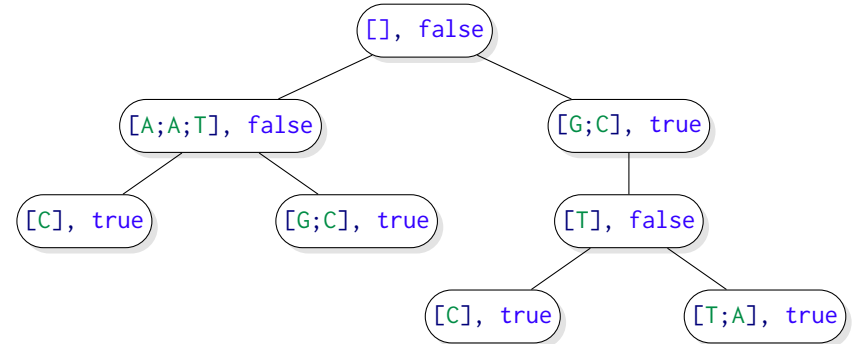 [], false
[A;A;T], false
[G;C], true
[C], true
[G;C], true
[T], false
[C], true
[T;A], true